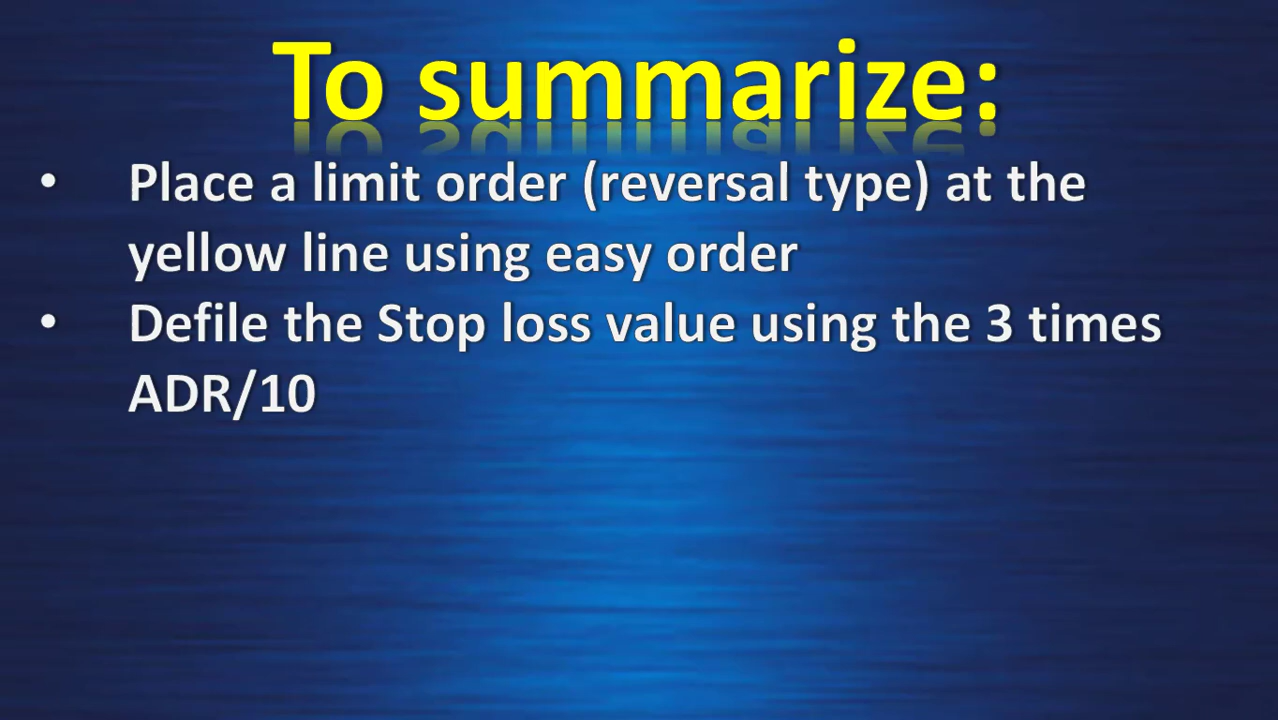 To summarize:
• Place a limit order (reversal type) at the
yellow line using easy order
• Defile the Stop loss value using the 3 times
ADR/10